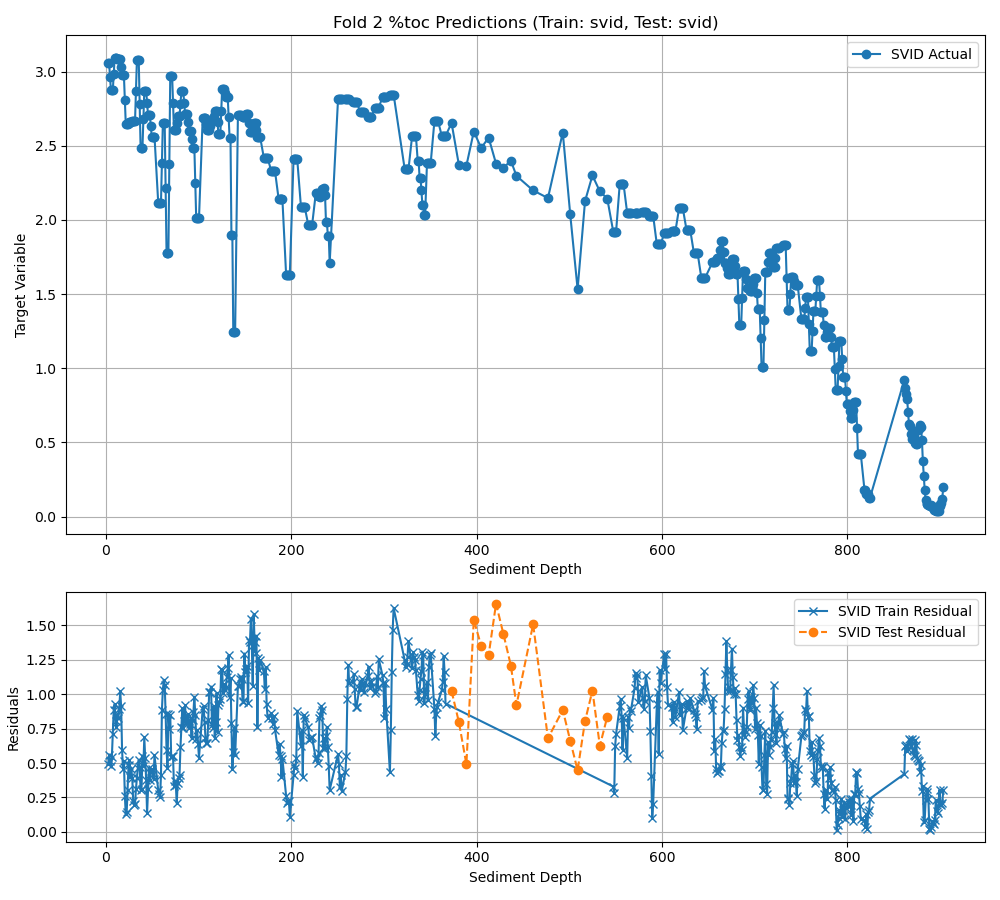 Fold 2 %toc Predictions (Train: svid, Test: svid)
SVID Actual
Target Variable
3.0
2.5
2.0
1.5
1.0
0.5
0.0
0 200 400 600 800
Sediment Depth
SVID Train Residual
SVID Test Residual
Residuals
1.50
1.25
1.00
0.75
0.50
0.25
0.00
0 200 400 600 800
Sediment Depth